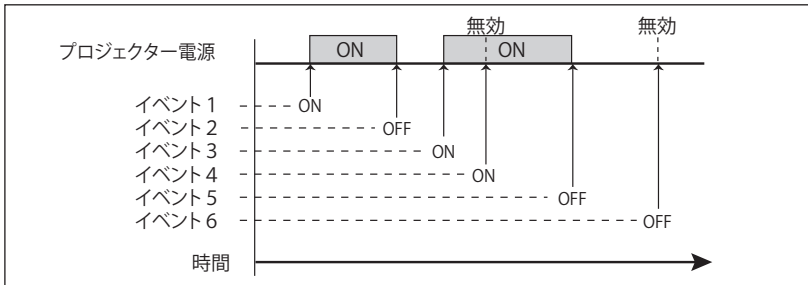 無効 無効
プロジェクター電源 ON ON
イベント 1 ON
イベント 2 OFF
イベント 3 ON
イベント 4 ON
イベント 5 OFF
イベント 6 OFF
時間